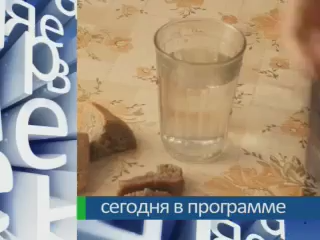 сегодня в программе